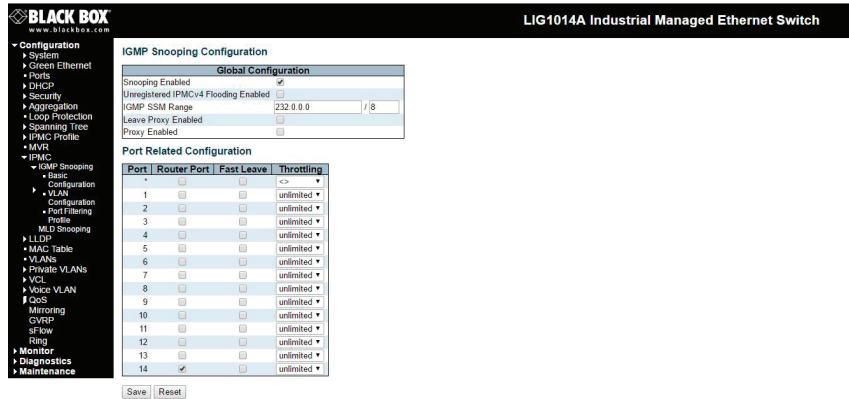 BLACK BOX®
www.blackbox.com
LIG1014A Industrial Managed Ethernet Switch
Configuration
System
Green Ethernet
Ports
DHCP
Security
Aggregation
Loop Protection
Spanning Tree
IPMC Profile
MVR
IPMC
IGMP Snooping
Basic
Configuration
VLAN
Configuration
Port Filtering
Profile
MLD Snooping
LLDP
MAC Table
VLANs
Private VLANs
VCL
Voice VLAN
QoS
Mirroring
GVRP
sFlow
Ring
Monitor
Diagnostics
Maintenance
IGMP Snooping Configuration
Global Configuration
Snooping Enabled
Unregistered IPMCv4 Flooding Enabled
IGMP SSM Range 232.0.0.0 / 8
Leave Proxy Enabled
Proxy Enabled
Port Related Configuration
Port Router Port Fast Leave Throttling
* <>
1 unlimited
2 unlimited
3 unlimited
4 unlimited
5 unlimited
6 unlimited
7 unlimited
8 unlimited
9 unlimited
10 unlimited
11 unlimited
12 unlimited
13 unlimited
14 unlimited
Save Reset